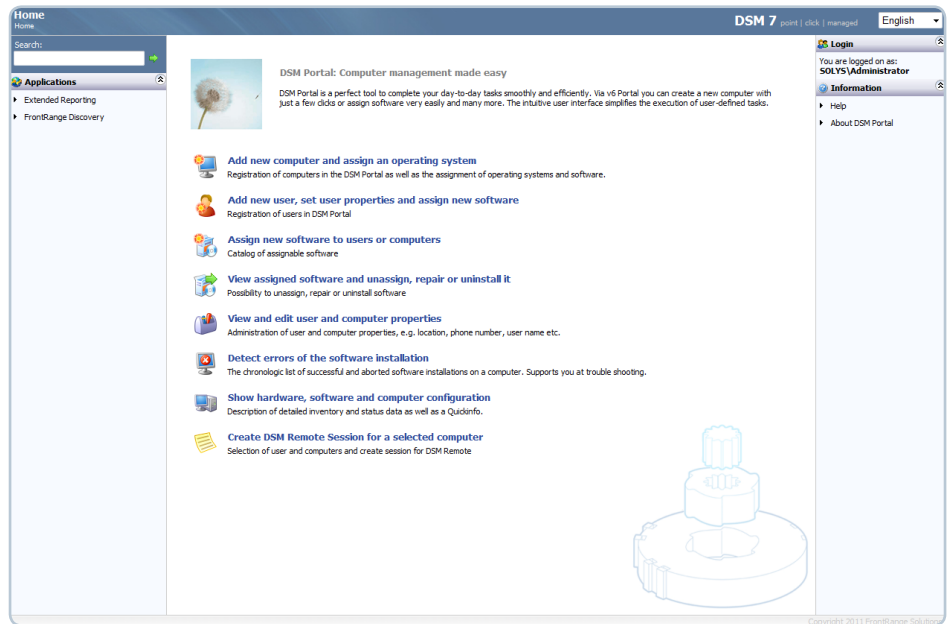 Home
Home
DSM 7 point | click | managed
English
Search:
Applications
Extended Reporting
FrontRange Discovery
DSM Portal: Computer management made easy
DSM Portal is a perfect tool to complete your day-to-day tasks smoothly and efficiently. Via v6 Portal you can create a new computer with
just a few clicks or assign software very easily and many more. The intuitive user interface simplifies the execution of user-defined tasks.
Add new computer and assign an operating system
Registration of computers in the DSM Portal as well as the assignment of operating systems and software.
Add new user, set user properties and assign new software
Registration of users in DSM Portal
Assign new software to users or computers
Catalog of assignable software
View assigned software and unassign, repair or uninstall it
Possibility to unassign, repair or uninstall software
View and edit user and computer properties
Administration of user and computer properties, e.g. location, phone number, user name etc.
Detect errors of the software installation
The chronologic list of successful and aborted software installations on a computer. Supports you at trouble shooting.
Show hardware, software and computer configuration
Description of detailed inventory and status data as well as a Quickinfo.
Create DSM Remote Session for a selected computer
Selection of user and computers and create session for DSM Remote
Login
You are logged on as:
SOLYS\Administrator
Information
Help
About DSM Portal
Copyright 2011 FrontRange Solutions